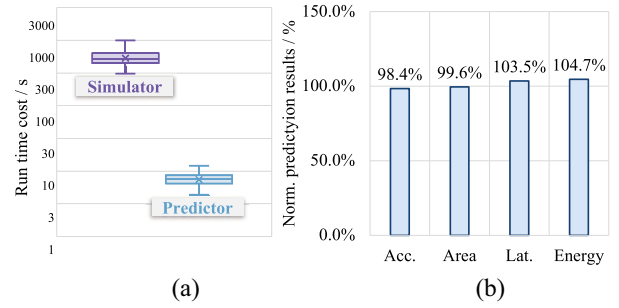 Run time cost / s
3000
1000
300
100
30
10
3
1
Simulator
Predictor
(a)
Norm. predictyion results / %
150.0%
100.0%
50.0%
0.0%
98.4%
99.6%
103.5%
104.7%
Acc.
Area
Lat.
Energy
(b)